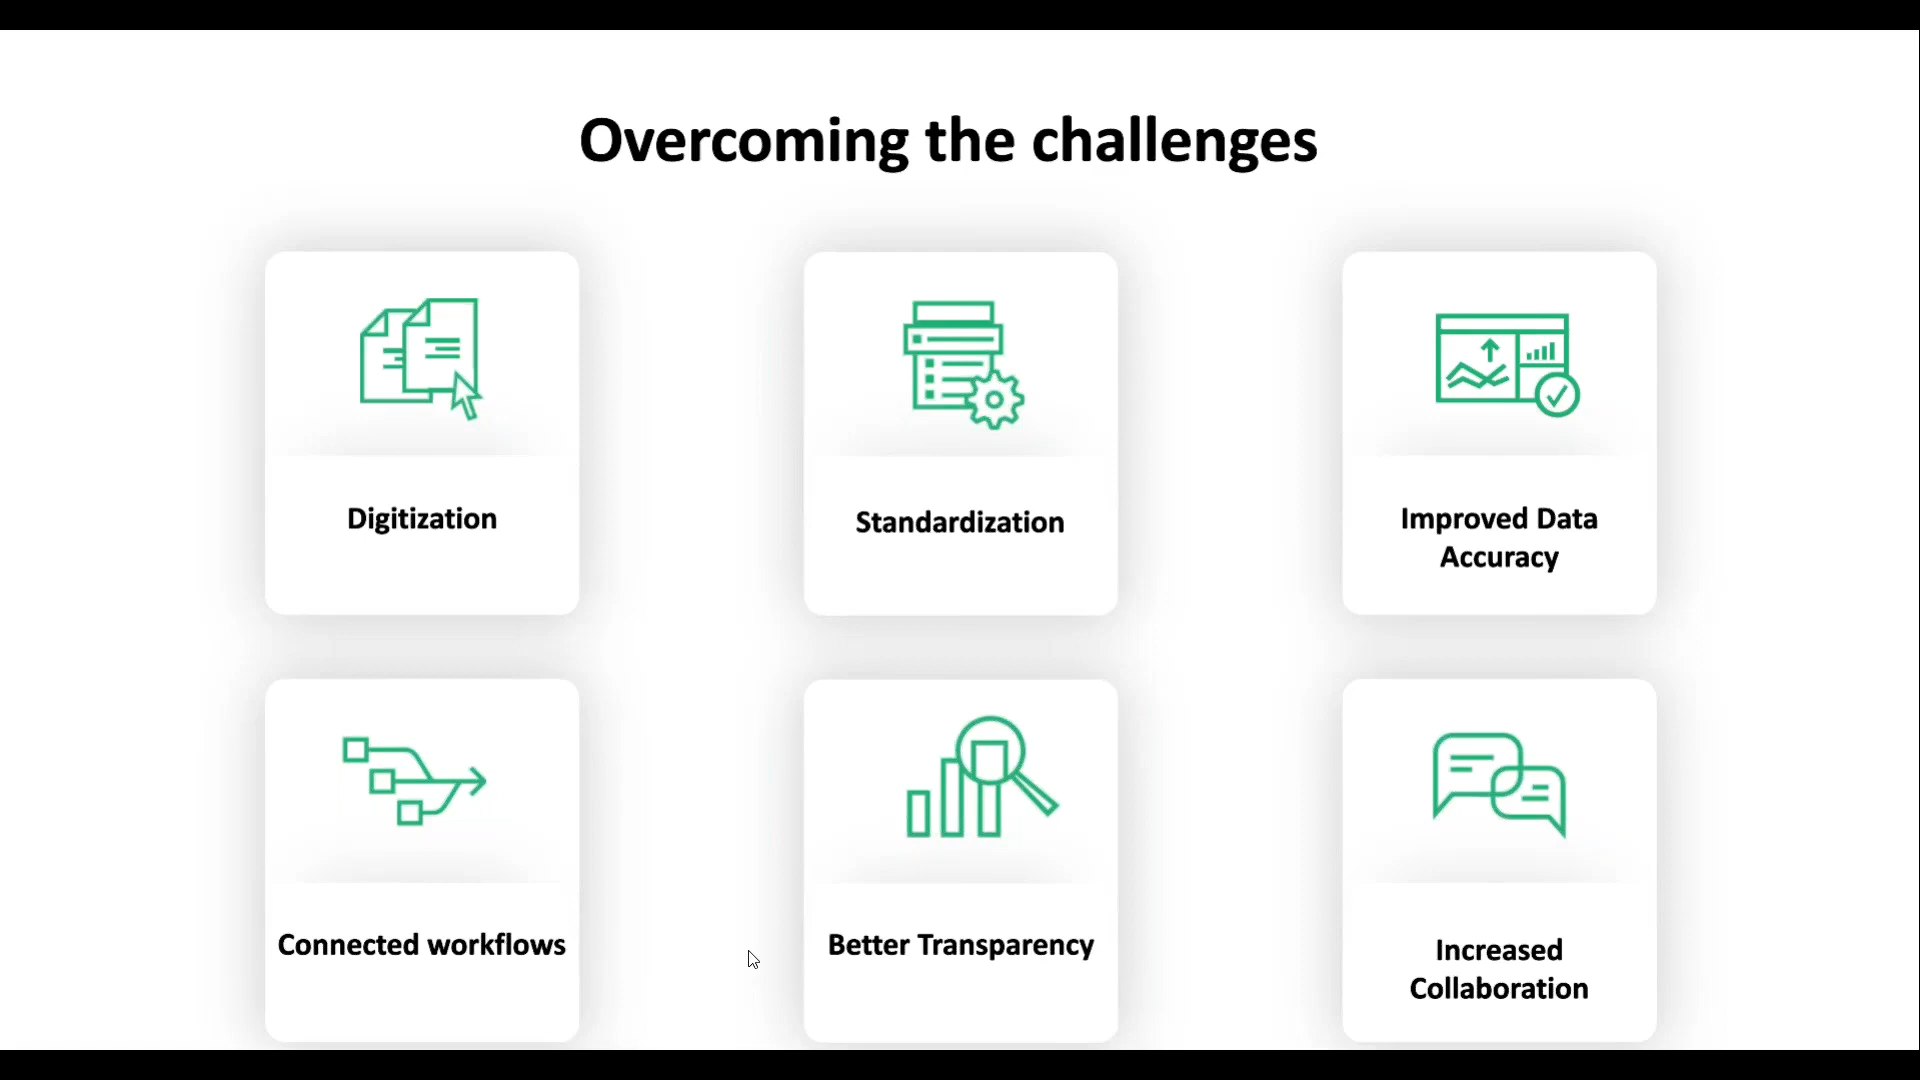 Overcoming the challenges
Digitization
Standardization
Improved Data
Accuracy
Connected workflows
Better Transparency
Increased
Collaboration